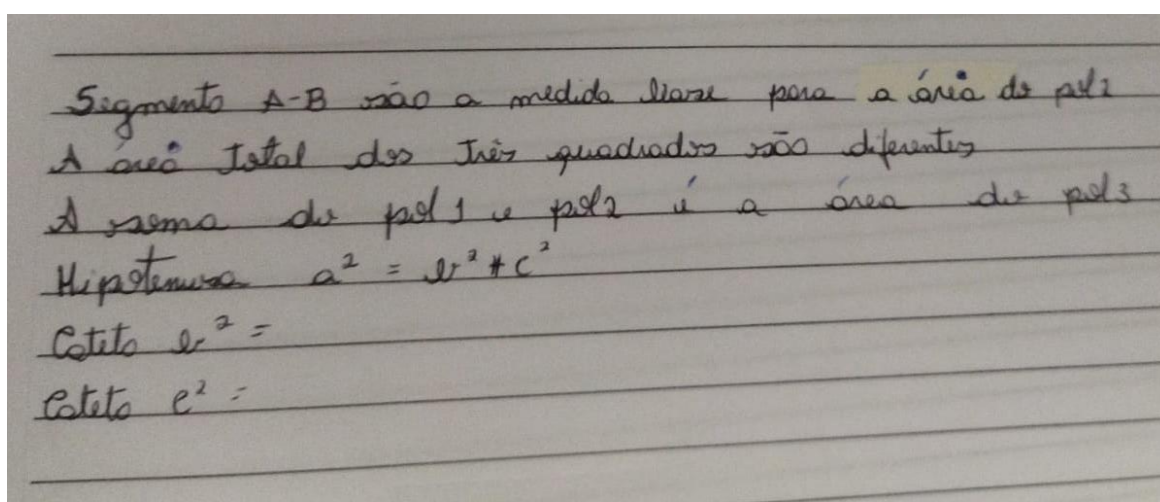 Segmento A-B são a medida base para a área do pol2
A área Total dos Três quadrados são diferentes
A soma do pol1 e pol2 é a área do pol3
Hipotenusa a² = b² + c²
Cateto b² =
Cateto c² =